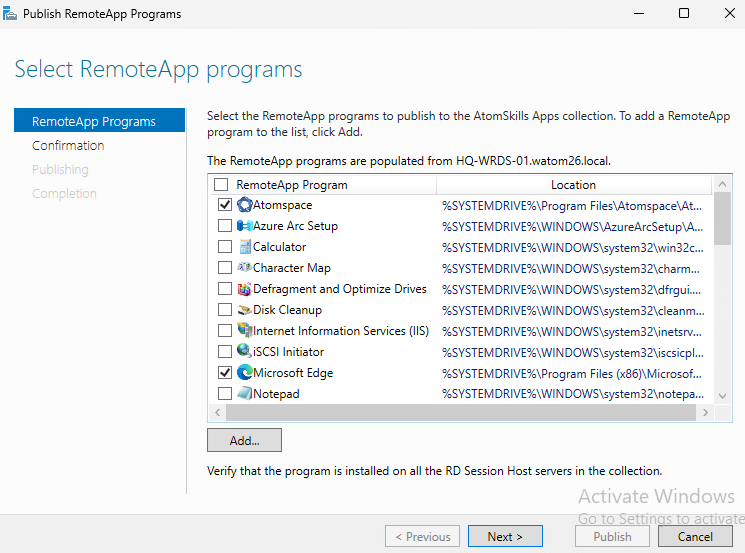 Publish RemoteApp Programs
Select RemoteApp programs
RemoteApp Programs
Confirmation
Publishing
Completion
Select the RemoteApp programs to publish to the AtomSkills Apps collection. To add a RemoteApp
program to the list, click Add.
The RemoteApp programs are populated from HQ-WRDS-01.watom26.local.
RemoteApp Program Location
Atomspace %SYSTEMDRIVE%\Program Files\Atomspace\At...
Azure Arc Setup %SYSTEMDRIVE%\WINDOWS\AzureArcSetup\A...
Calculator %SYSTEMDRIVE%\WINDOWS\system32\win32c...
Character Map %SYSTEMDRIVE%\WINDOWS\system32\charm...
Defragment and Optimize Drives %SYSTEMDRIVE%\WINDOWS\system32\dfrgui....
Disk Cleanup %SYSTEMDRIVE%\WINDOWS\system32\cleanm...
Internet Information Services (IIS) %SYSTEMDRIVE%\WINDOWS\system32\inetsrv...
iSCSI Initiator %SYSTEMDRIVE%\WINDOWS\system32\iscsicpl...
Microsoft Edge %SYSTEMDRIVE%\Program Files (x86)\Microsof...
Notepad %SYSTEMDRIVE%\WINDOWS\system32\notepa...
Add...
Verify that the program is installed on all the RD Session Host servers in the collection.
Activate Windows
Go to Settings to activate
< Previous Next > Publish Cancel